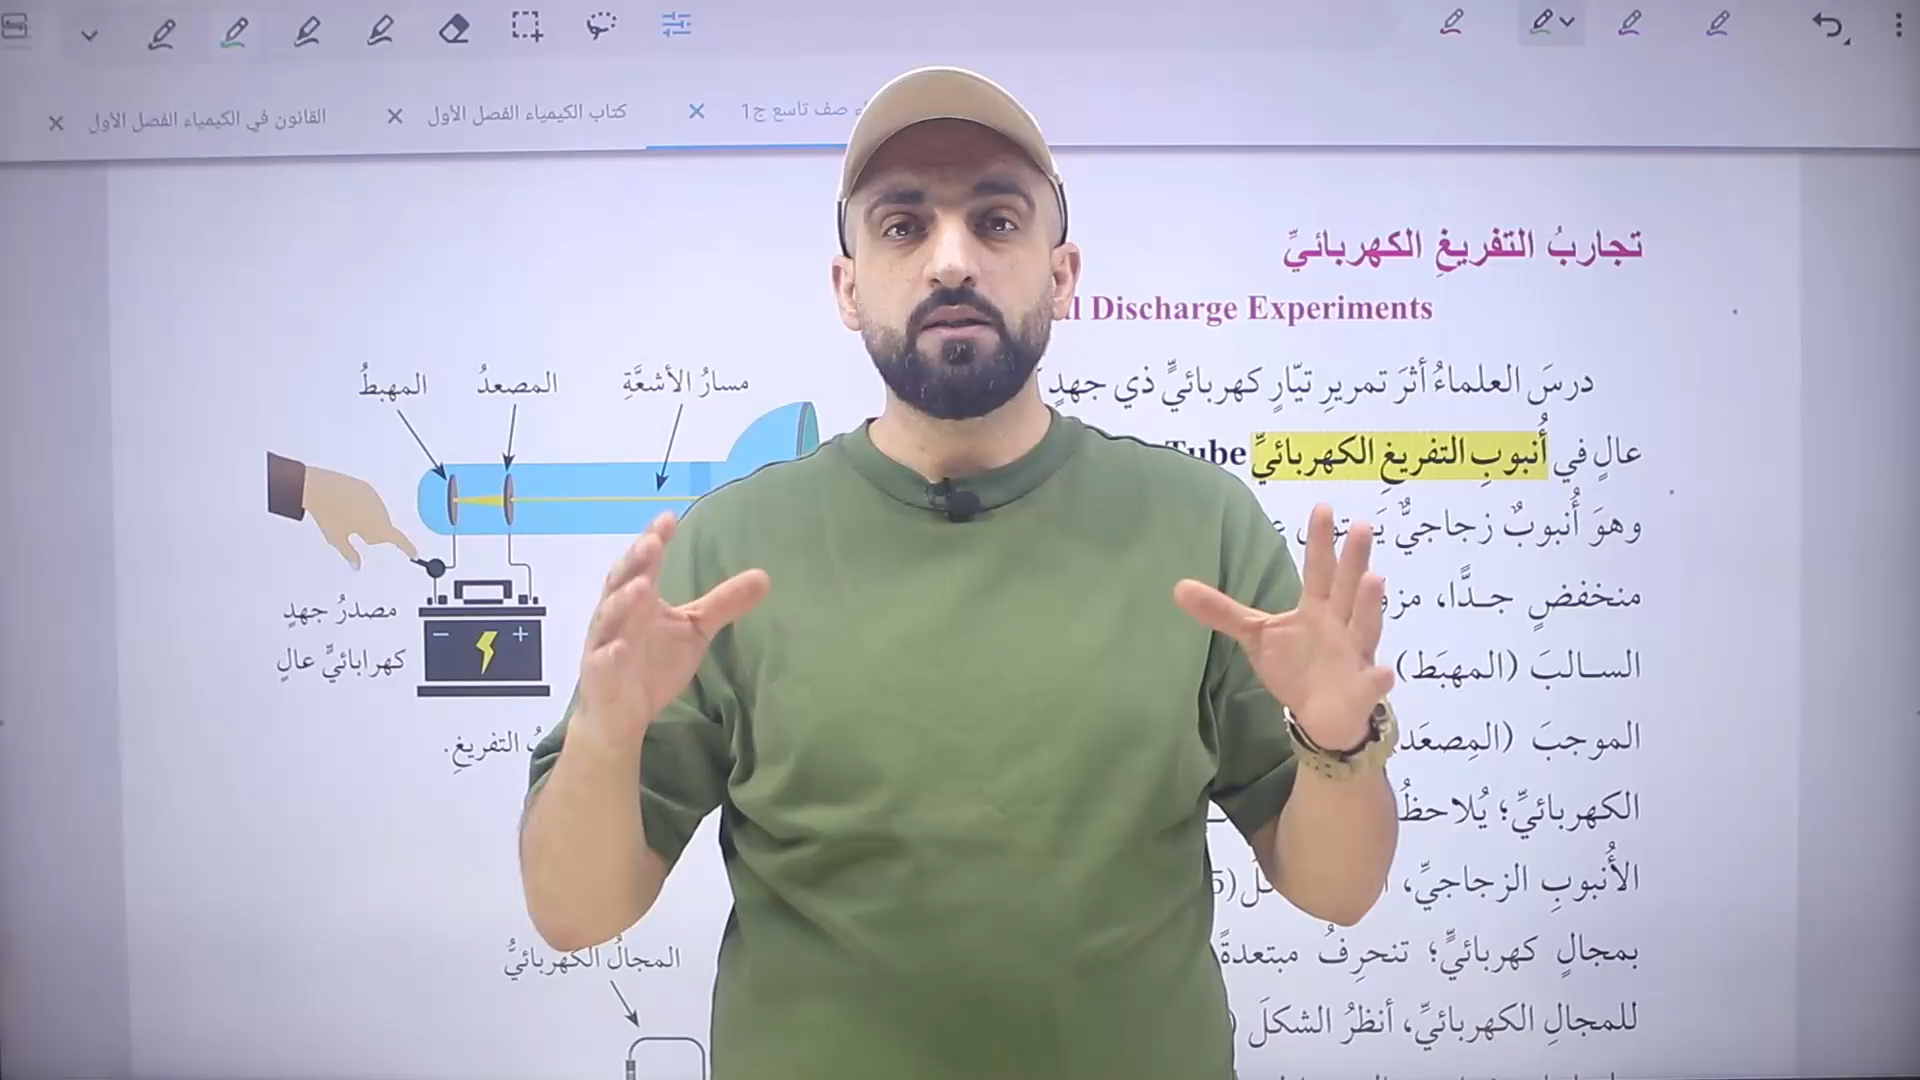 القانون في الكيمياء الفصل الأول
كتاب الكيمياء الفصل الأول
صف تاسع ج1
تجاربُ التفريغِ الكهربائيِّ
Discharge Experiments
درسَ العلماءُ أثرَ تمريرِ تيّارٍ كهربائيٍّ ذي جهدٍ
عالٍ في أُنبوبِ التفريغِ الكهربائيِّ Tube
وهوَ أُنبوبٌ زجاجيٌّ
منخفضٍ جدًّا،
السالبَ (المهبَط)
الموجبَ (المِصعَد)
الكهربائيِّ؛ يُلاحظُ
الأُنبوبِ الزجاجيِّ،
بمجالٍ كهربائيٍّ؛ تنحرِفُ مبتعدةً
للمجالِ الكهربائيِّ، أنظرُ الشكلَ (
المهبطُ
المصعدُ
مسارُ الأشعَّةِ
مصدرُ جهدٍ
كهرابائيٍّ عالٍ
− +
التفريغِ.
المجالُ الكهربائيُّ